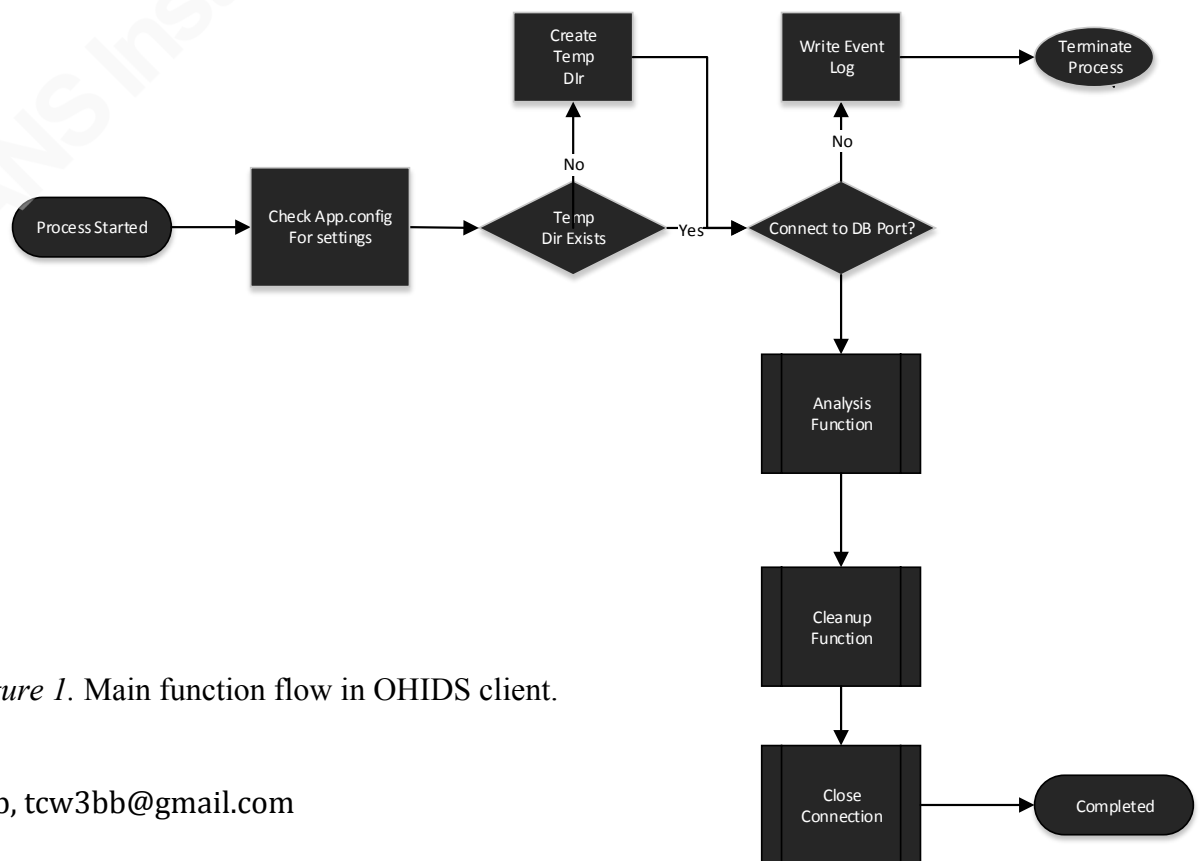 Create
Temp
DIr
Write Event
Log
Terminate
Process
No
No
Process Started
Check App.config
For settings
Temp
Dir Exists
Yes
Connect to DB Port?
Analysis
Function
Cleanup
Function
ure 1. Main function flow in OHIDS client.
Close
Connection
Completed
, tcw3bb@gmail.com